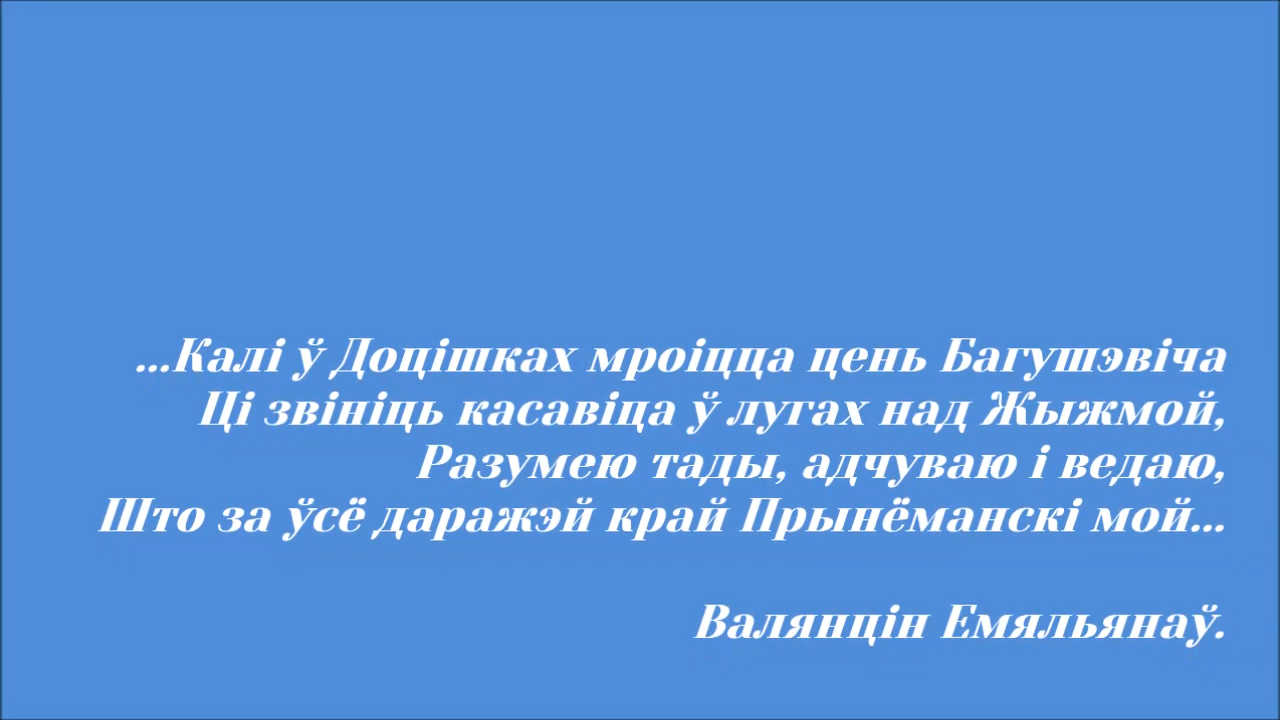 ...Калі ў Доцішках мроіцца цень Багушэвіча
Ці звініць касавіца ў лугах над Жыжмой,
Разумею тады, адчуваю і ведаю,
Што за ўсё даражэй край Прынёманскі мой...
Валянцін Емяльянаў.